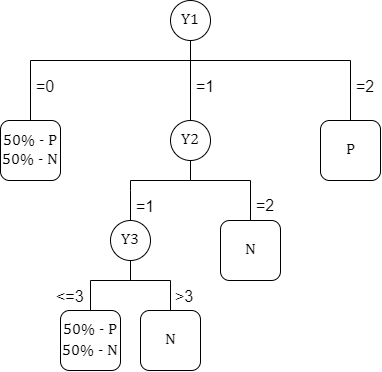 Y1
=0
=1
=2
50% - P
50% - N
Y2
P
=1
=2
Y3
N
<=3
>3
50% - P
50% - N
N